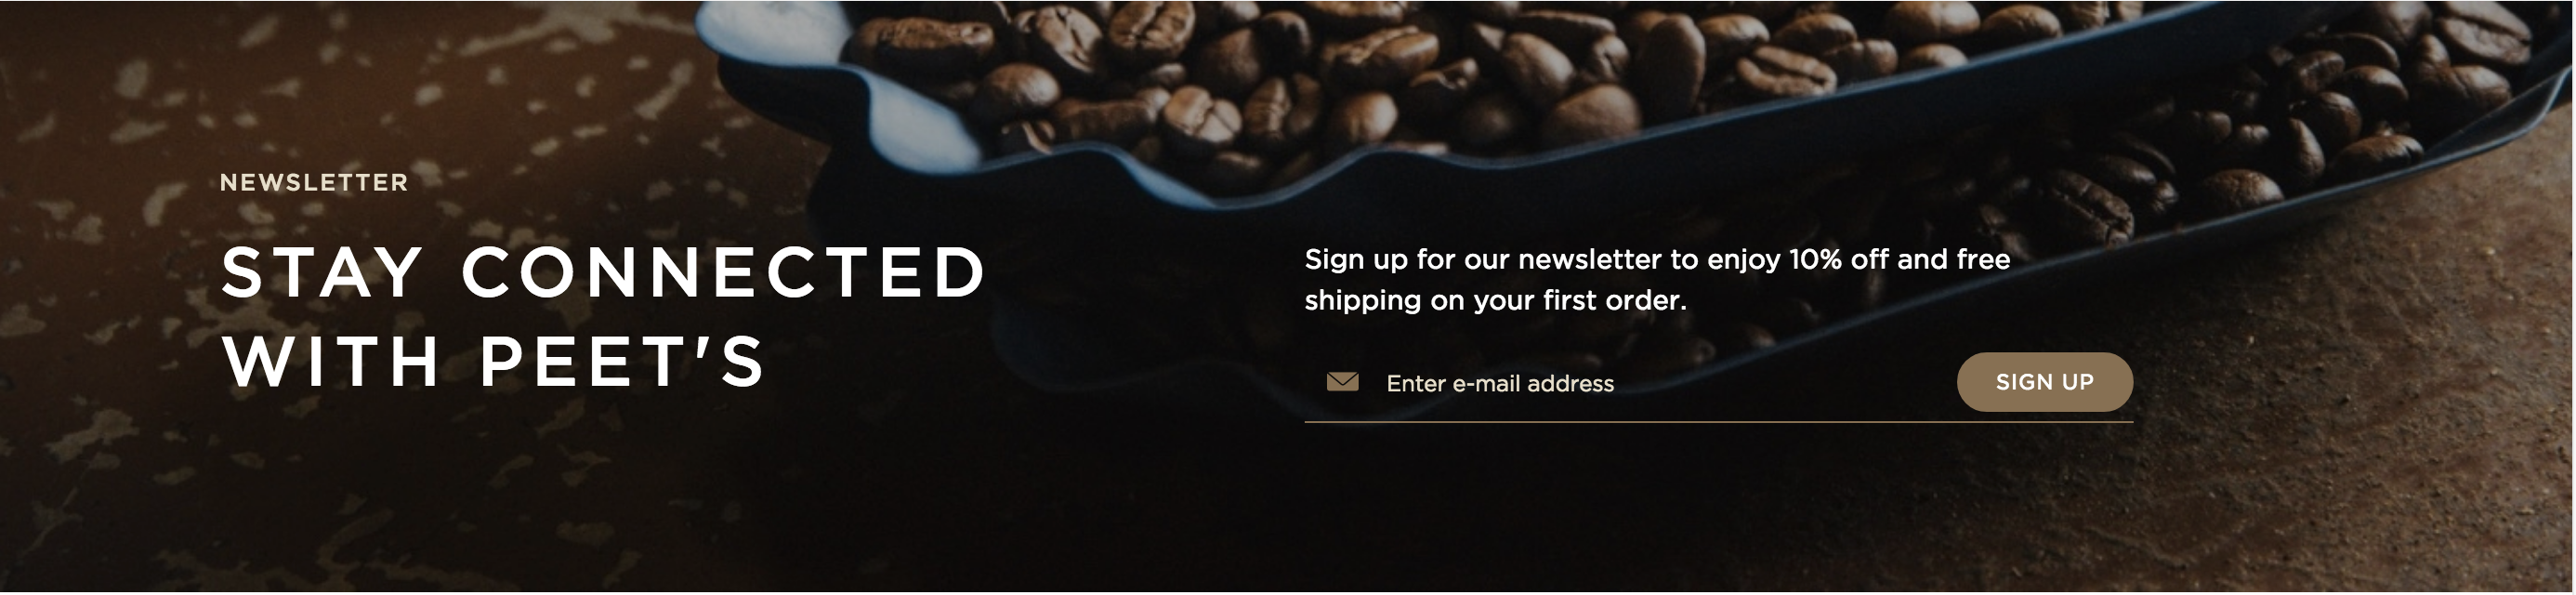 NEWSLETTER
STAY CONNECTED
WITH PEET'S
Sign up for our newsletter to enjoy 10% off and free
shipping on your first order.
Enter e-mail address
SIGN UP